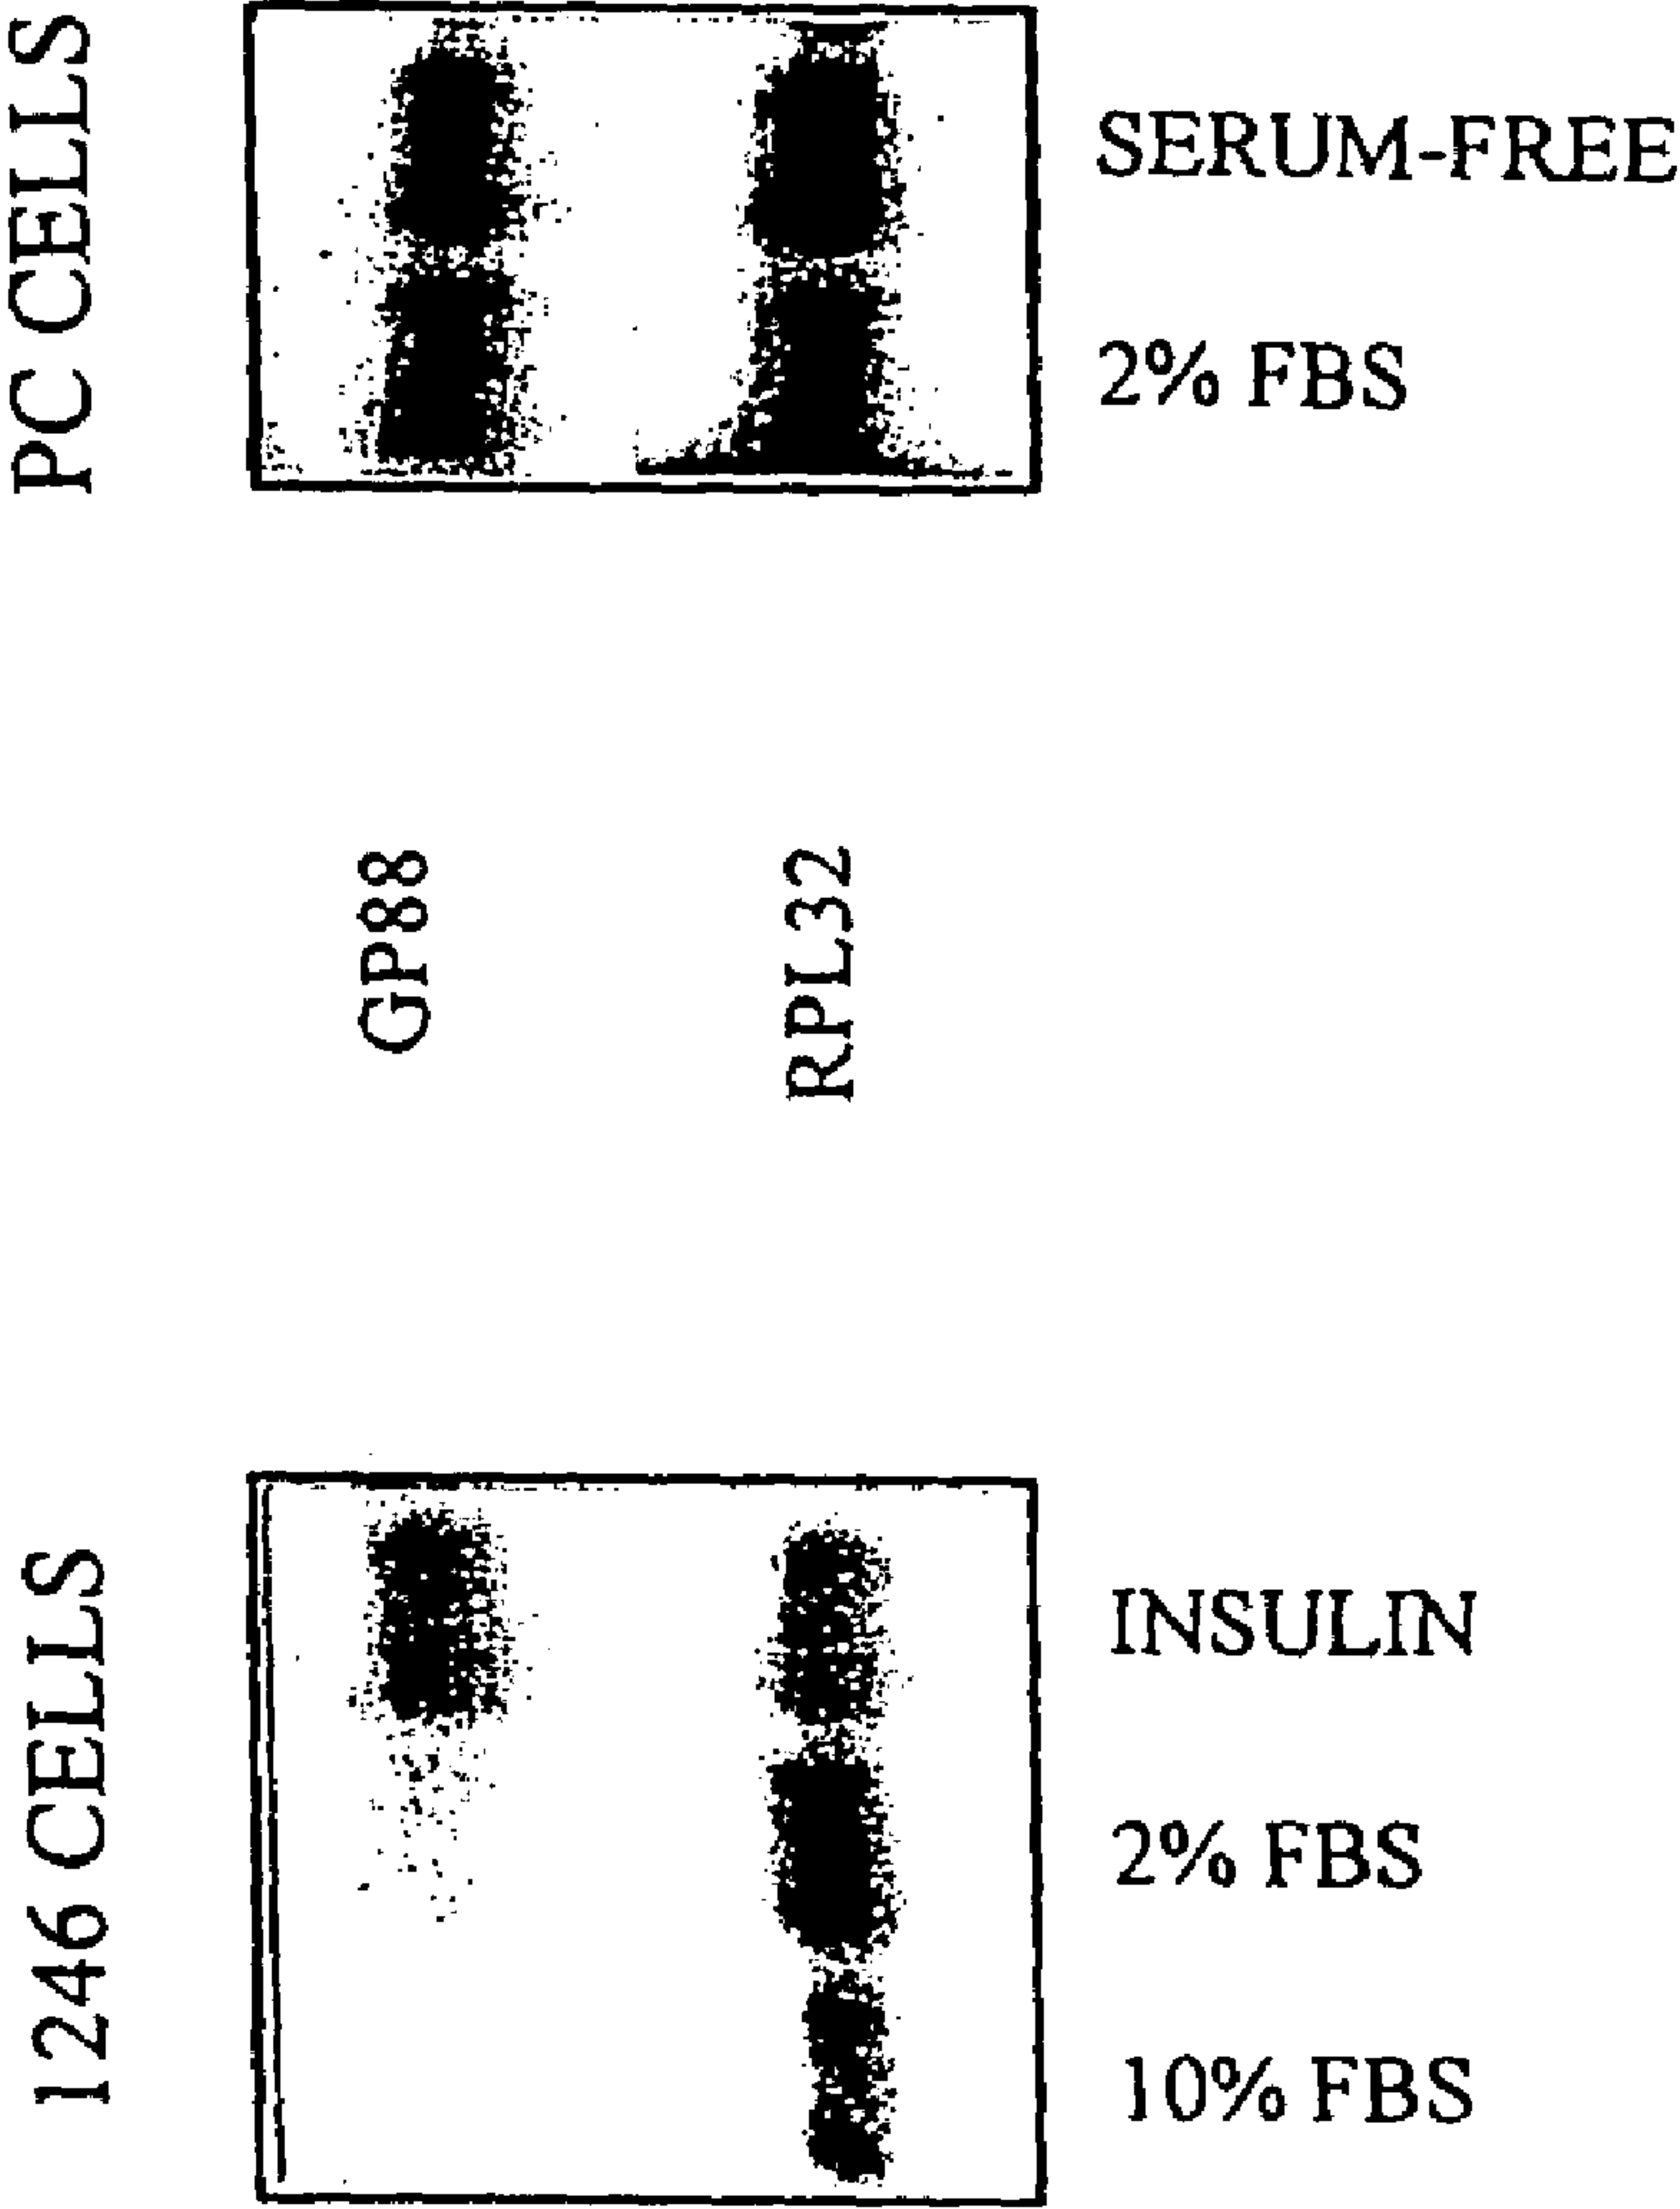 PC CELLS
SERUM-FREE
2% FBS
GP88
RPL32
1246 CELLS
INSULIN
2% FBS
10% FBS